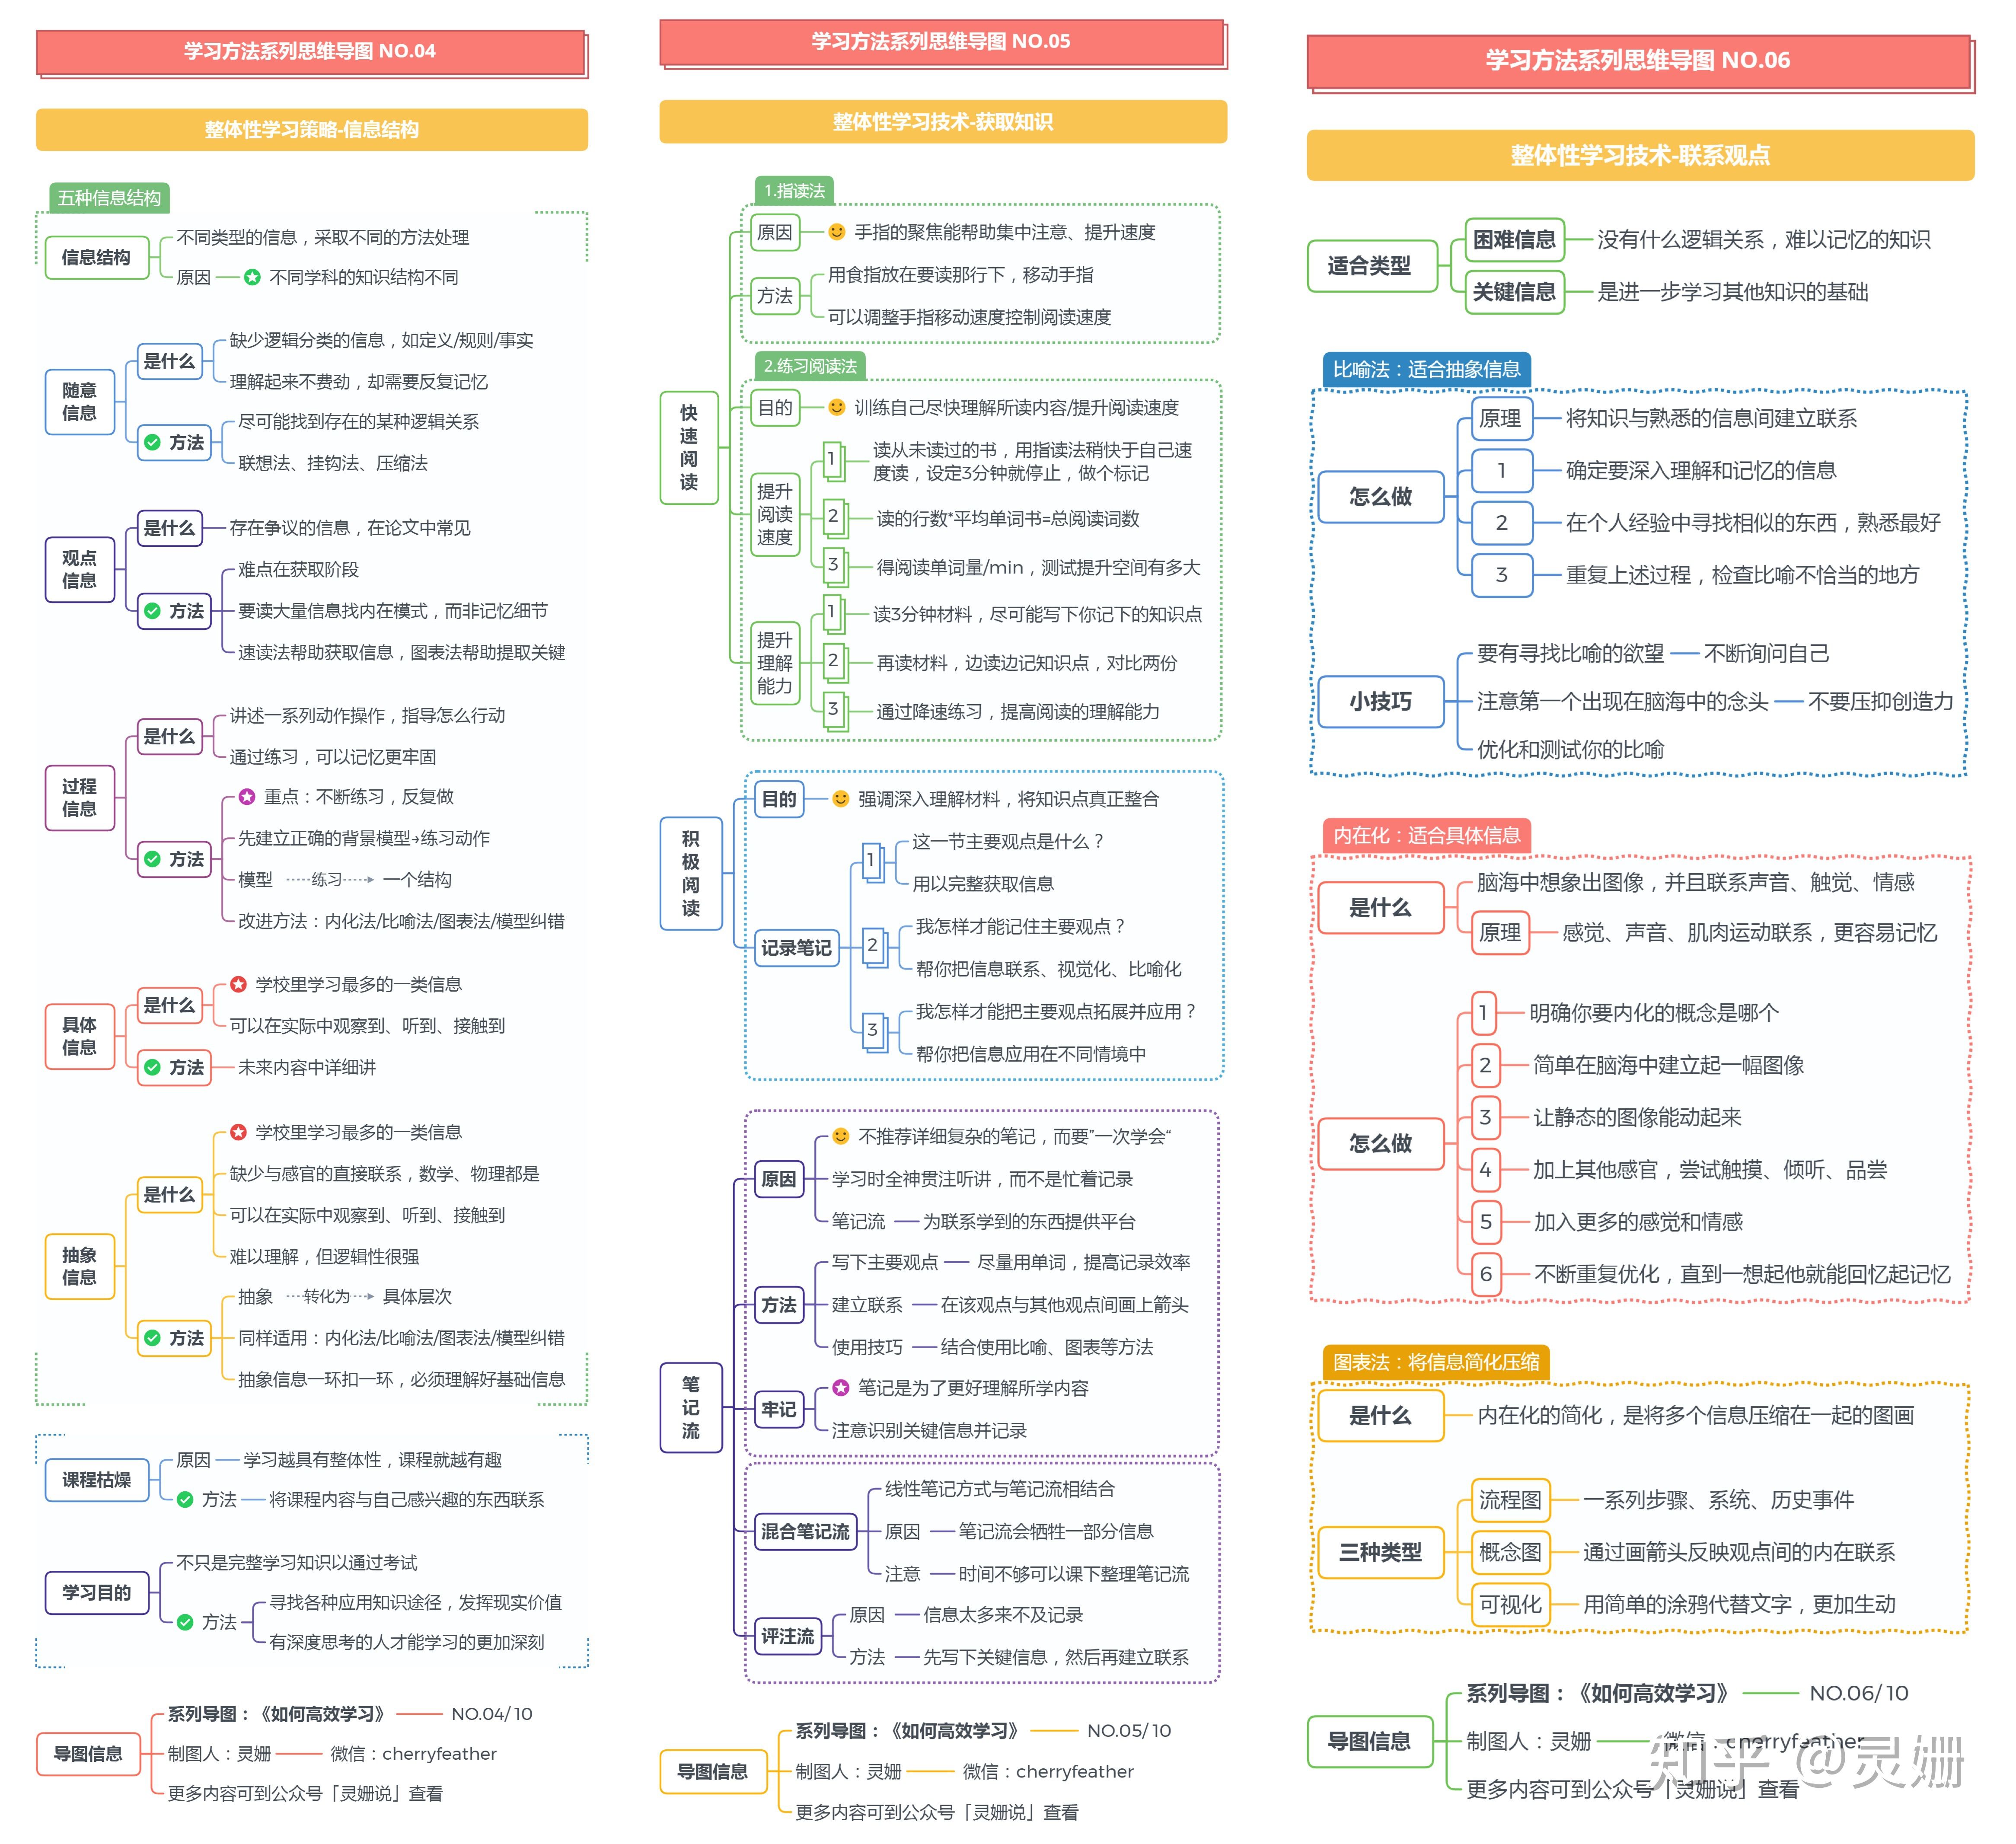 学习方法系列思维导图 NO.04
整体性学习策略-信息结构
五种信息结构
信息结构
不同类型的信息，采取不同的方法处理
原因
不同学科的知识结构不同
随意
信息
是什么
缺少逻辑分类的信息，如定义/规则/事实
理解起来不费劲，却需要反复记忆
方法
尽可能找到存在的某种逻辑关系
联想法、挂钩法、压缩法
观点
信息
是什么
存在争议的信息，在论文中常见
方法
难点在获取阶段
要读大量信息找内在模式，而非记忆细节
速读法帮助获取信息，图表法帮助提取关键
过程
信息
是什么
讲述一系列动作操作，指导怎么行动
通过练习，可以记忆更牢固
方法
重点：不断练习，反复做
先建立正确的背景模型→练习动作
模型 练习 一个结构
改进方法：内化法/比喻法/图表法/模型纠错
具体
信息
是什么
学校里学习最多的一类信息
可以在实际中观察到、听到、接触到
方法
未来内容中详细讲
抽象
信息
是什么
学校里学习最多的一类信息
缺少与感官的直接联系，数学、物理都是
可以在实际中观察到、听到、接触到
难以理解，但逻辑性很强
方法
抽象 转化为 具体层次
同样适用：内化法/比喻法/图表法/模型纠错
抽象信息一环扣一环，必须理解好基础信息
课程枯燥
原因
学习越具有整体性，课程就越有趣
方法
将课程内容与自己感兴趣的东西联系
学习目的
不只是完整学习知识以通过考试
方法
寻找各种应用知识途径，发挥现实价值
有深度思考的人才能学习的更加深刻
导图信息
系列导图：《如何高效学习》 NO.04/10
制图人：灵姗 微信：cherryfeather
更多内容可到公众号「灵姗说」查看
学习方法系列思维导图 NO.05
整体性学习技术-获取知识
快
速
阅
读
1.指读法
原因
手指的聚焦能帮助集中注意、提升速度
方法
用食指放在要读那行下，移动手指
可以调整手指移动速度控制阅读速度
2.练习阅读法
目的
训练自己尽快理解所读内容/提升阅读速度
提升
阅读
速度
1
读从未读过的书，用指读法稍快于自己速
度读，设定3分钟就停止，做个标记
2
读的行数*平均单词书=总阅读词数
3
得阅读单词量/min，测试提升空间有多大
提升
理解
能力
1
读3分钟材料，尽可能写下你记下的知识点
2
再读材料，边读边记知识点，对比两份
3
通过降速练习，提高阅读的理解能力
积
极
阅
读
目的
强调深入理解材料，将知识点真正整合
记录笔记
1
这一节主要观点是什么？
用以完整获取信息
2
我怎样才能记住主要观点？
帮你把信息联系、视觉化、比喻化
3
我怎样才能把主要观点拓展并应用？
帮你把信息应用在不同情境中
笔
记
流
原因
不推荐详细复杂的笔记，而要”一次学会“
学习时全神贯注听讲，而不是忙着记录
笔记流 为联系学到的东西提供平台
方法
写下主要观点 尽量用单词，提高记录效率
建立联系 在该观点与其他观点间画上箭头
使用技巧 结合使用比喻、图表等方法
牢记
笔记是为了更好理解所学内容
注意识别关键信息并记录
混合笔记流
线性笔记方式与笔记流相结合
原因 笔记流会牺牲一部分信息
注意 时间不够可以课下整理笔记流
评注流
原因 信息太多来不及记录
方法 先写下关键信息，然后再建立联系
导图信息
系列导图：《如何高效学习》 NO.05/10
制图人：灵姗 微信：cherryfeather
更多内容可到公众号「灵姗说」查看
学习方法系列思维导图 NO.06
整体性学习技术-联系观点
适合类型
困难信息
没有什么逻辑关系，难以记忆的知识
关键信息
是进一步学习其他知识的基础
比喻法：适合抽象信息
怎么做
原理
将知识与熟悉的信息间建立联系
1
确定要深入理解和记忆的信息
2
在个人经验中寻找相似的东西，熟悉最好
3
重复上述过程，检查比喻不恰当的地方
小技巧
要有寻找比喻的欲望 不断询问自己
注意第一个出现在脑海中的念头 不要压抑创造力
优化和测试你的比喻
内在化：适合具体信息
是什么
脑海中想象出图像，并且联系声音、触觉、情感
原理
感觉、声音、肌肉运动联系，更容易记忆
怎么做
1
明确你要内化的概念是哪个
2
简单在脑海中建立起一幅图像
3
让静态的图像能动起来
4
加上其他感官，尝试触摸、倾听、品尝
5
加入更多的感觉和情感
6
不断重复优化，直到一想起他就能回忆起记忆
图表法：将信息简化压缩
是什么
内在化的简化，是将多个信息压缩在一起的图画
三种类型
流程图
一系列步骤、系统、历史事件
概念图
通过画箭头反映观点间的内在联系
可视化
用简单的涂鸦代替文字，更加生动
导图信息
系列导图：《如何高效学习》 NO.06/10
制图人：灵姗 微信：cherryfeather
更多内容可到公众号「灵姗说」查看
知乎 @灵姗